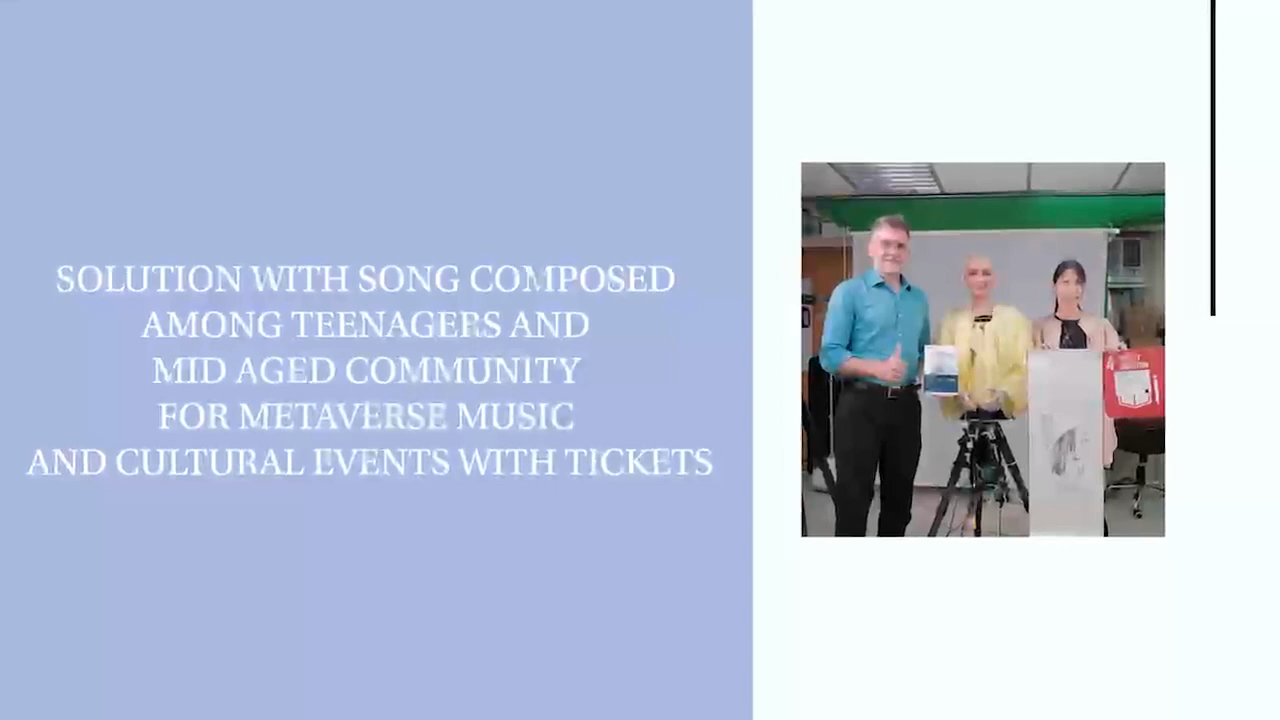 SOLUTION WITH SONG COMPOSED
AMONG TEENAGERS AND
MID AGED COMMUNITY
FOR METAVERSE MUSIC
AND CULTURAL EVENTS WITH TICKETS